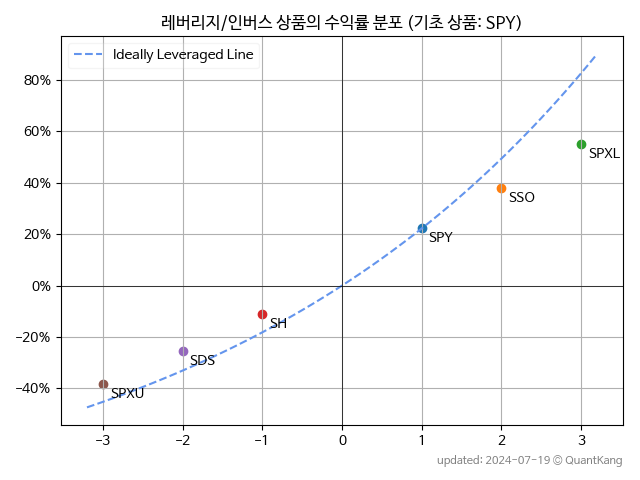 레버리지/인버스 상품의 수익률 분포 (기초 상품: SPY)
Ideally Leveraged Line
80%
60%
40%
20%
0%
−20%
−40%
SPXL
SSO
SPY
SH
SDS
SPXU
−3
−2
−1
0
1
2
3
updated: 2024-07-19 © QuantKang